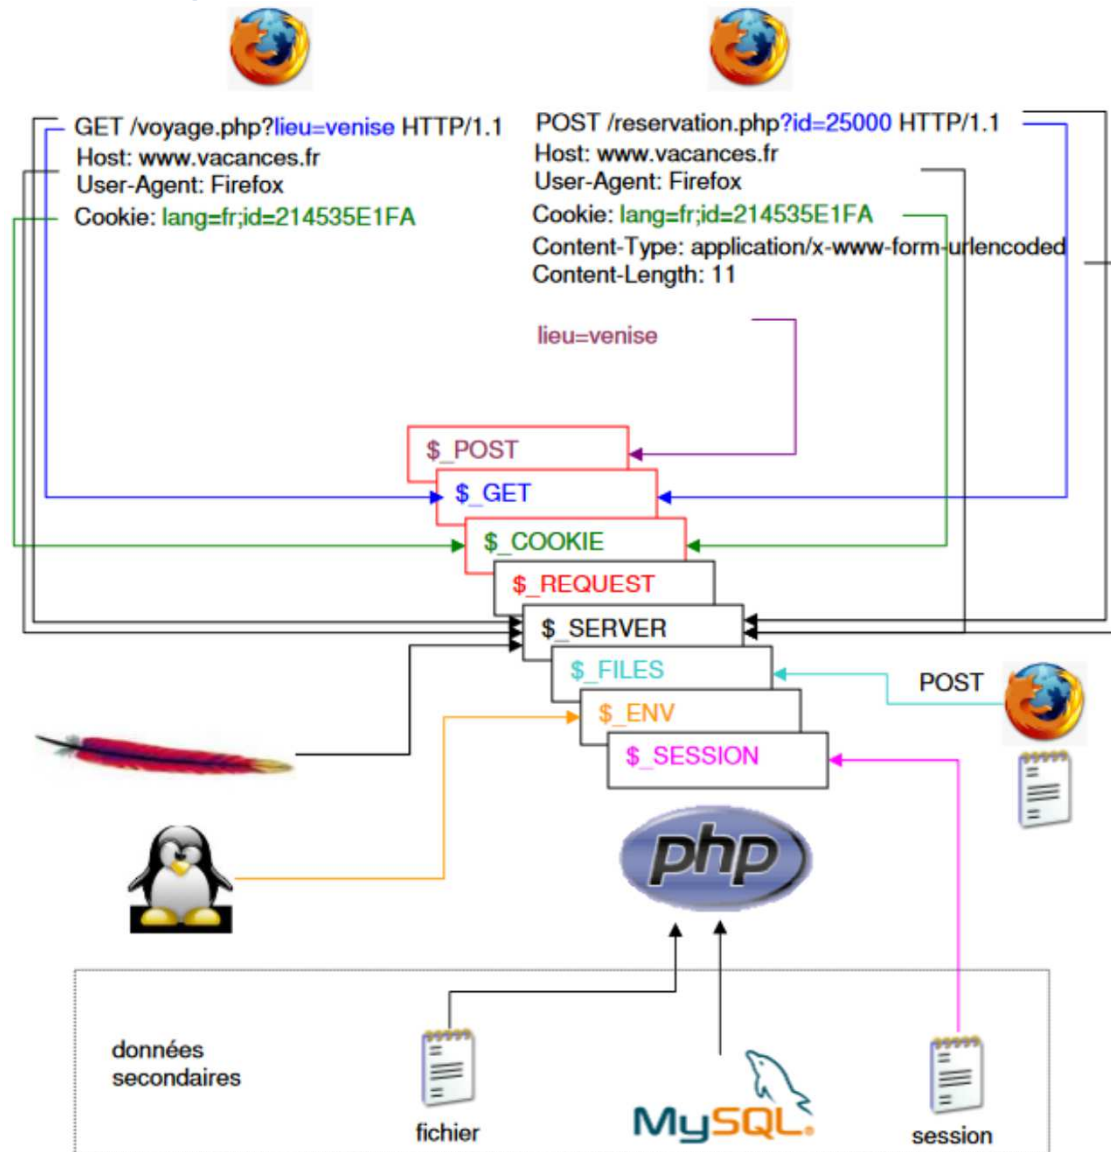 GET /voyage.php?lieu=venise HTTP/1.1
Host: www.vacances.fr
User-Agent: Firefox
Cookie: lang=fr;id=214535E1FA
POST /reservation.php?id=25000 HTTP/1.1
Host: www.vacances.fr
User-Agent: Firefox
Cookie: lang=fr;id=214535E1FA
Content-Type: application/x-www-form-urlencoded
Content-Length: 11
lieu=venise
$_POST
$_GET
$_COOKIE
$_REQUEST
$_SERVER
$_FILES
POST
$_ENV
$_SESSION
php
données
secondaires
fichier
MySQL®
session